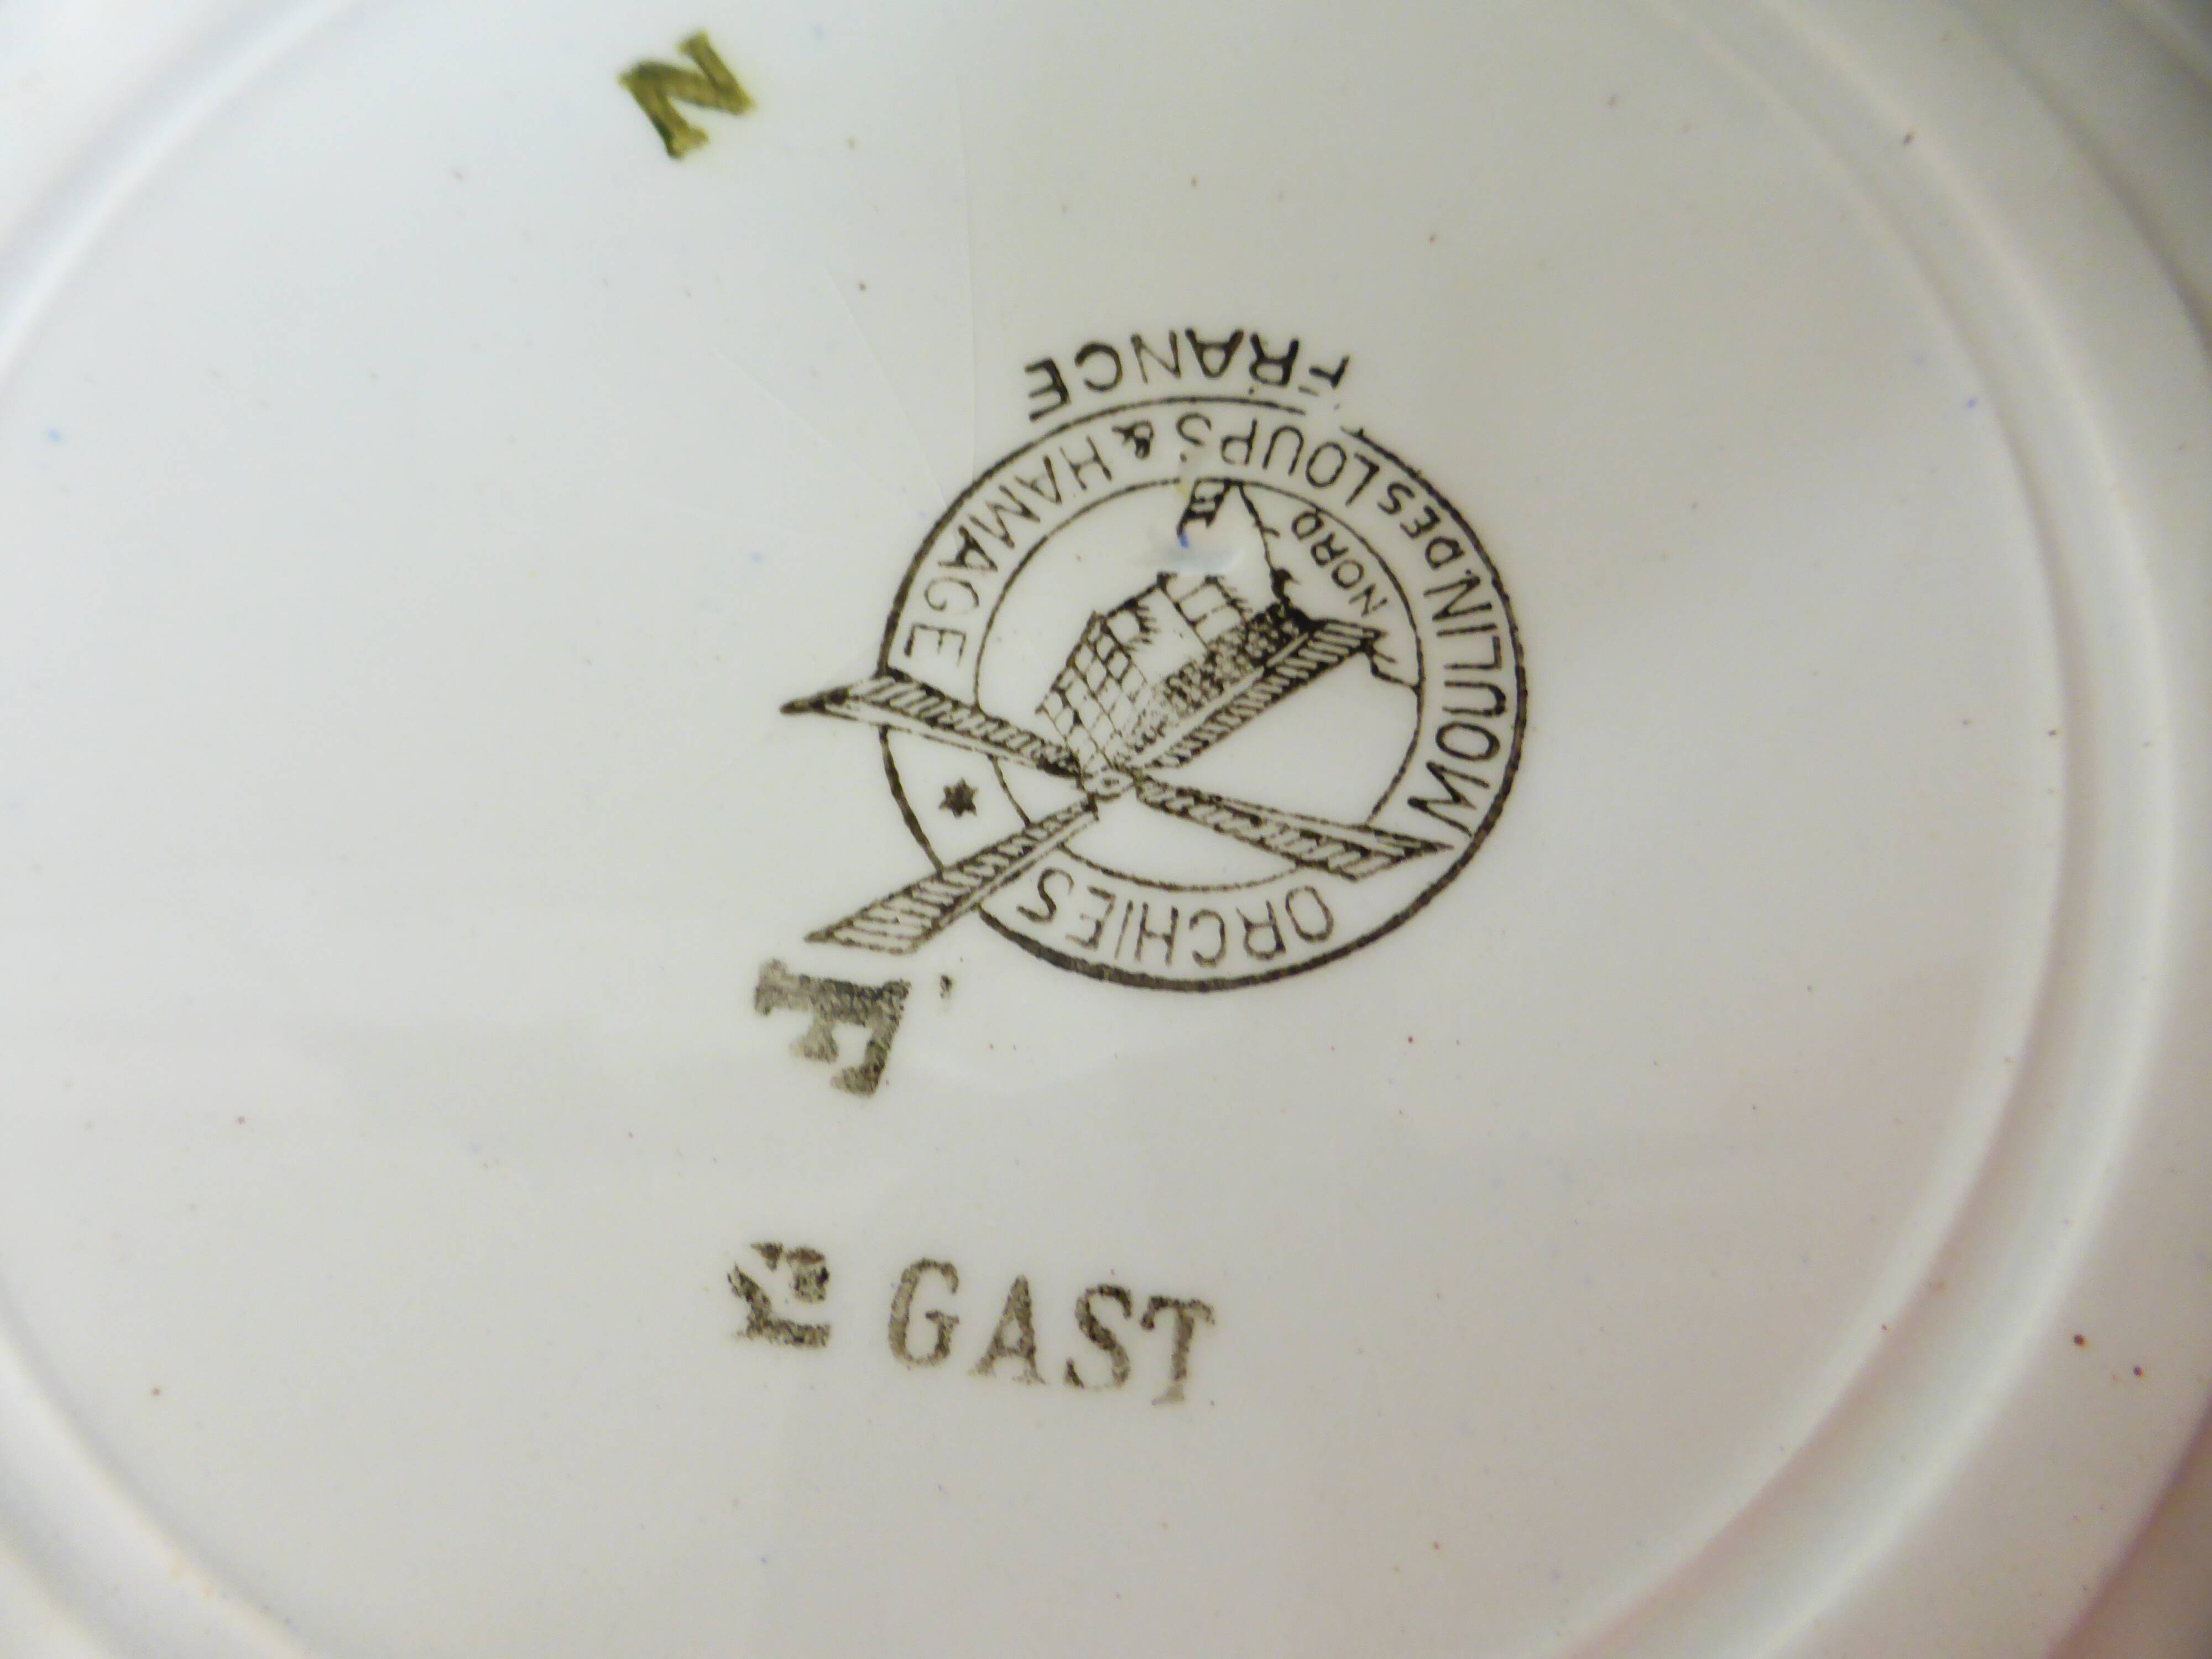 N
ORCHIES
MOULIN DES LOUPS & HAMAGE
NORD
FRANCE
F
GAST